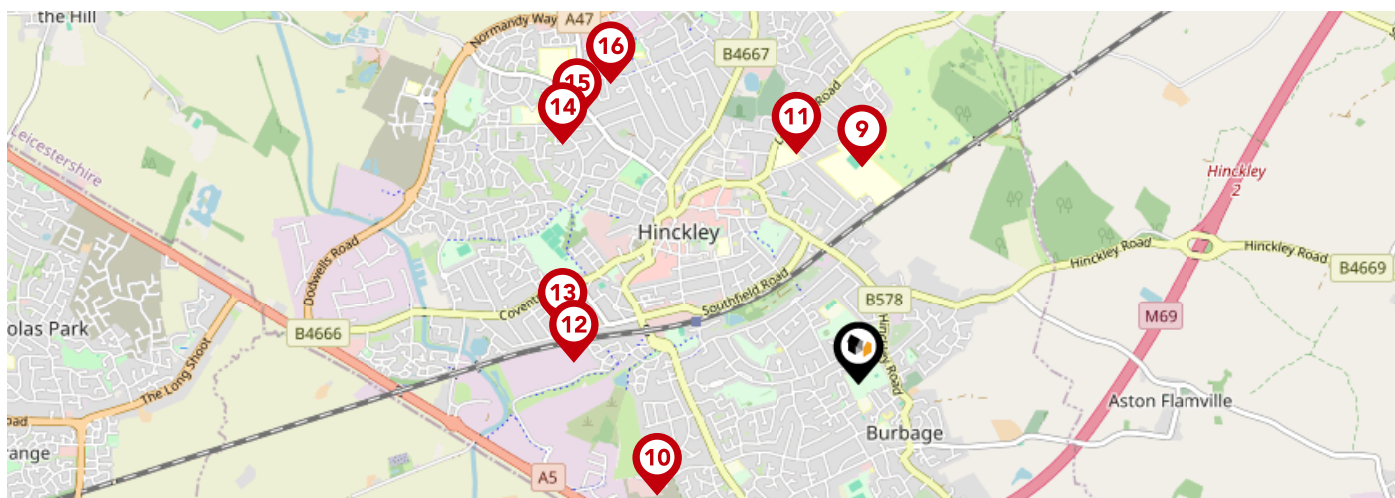 the Hill
Normandy Way
A47
16
B4667
15
14
11
Road
9
Leicestershire
Hinckley
2
Hinckley
Dodwells Road
Hinckley Road
Hinckley Road
B4669
13
Covent
Southfield Road
B578
M69
olas Park
B4666
12
Hinckley Road
The Long Shoot
Aston Flamville
oad
Burbage
range
10
A5